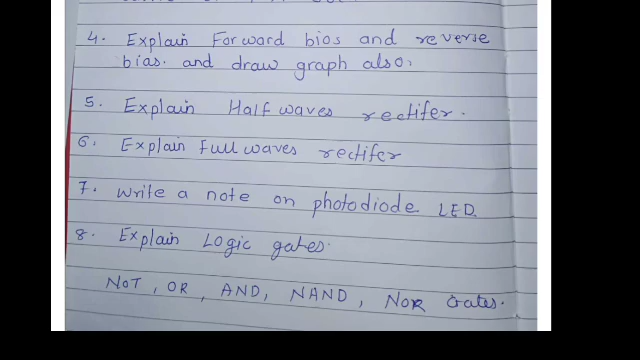 4. Explain Forward bios and reverse
bias. and draw graph also.
5. Explain Half waves rectifer.
6. Explain Full waves rectifer
7. Write a note on photodiode LED
8. Explain Logic gates.
NOT, OR, AND, NAND, NOR Grates.